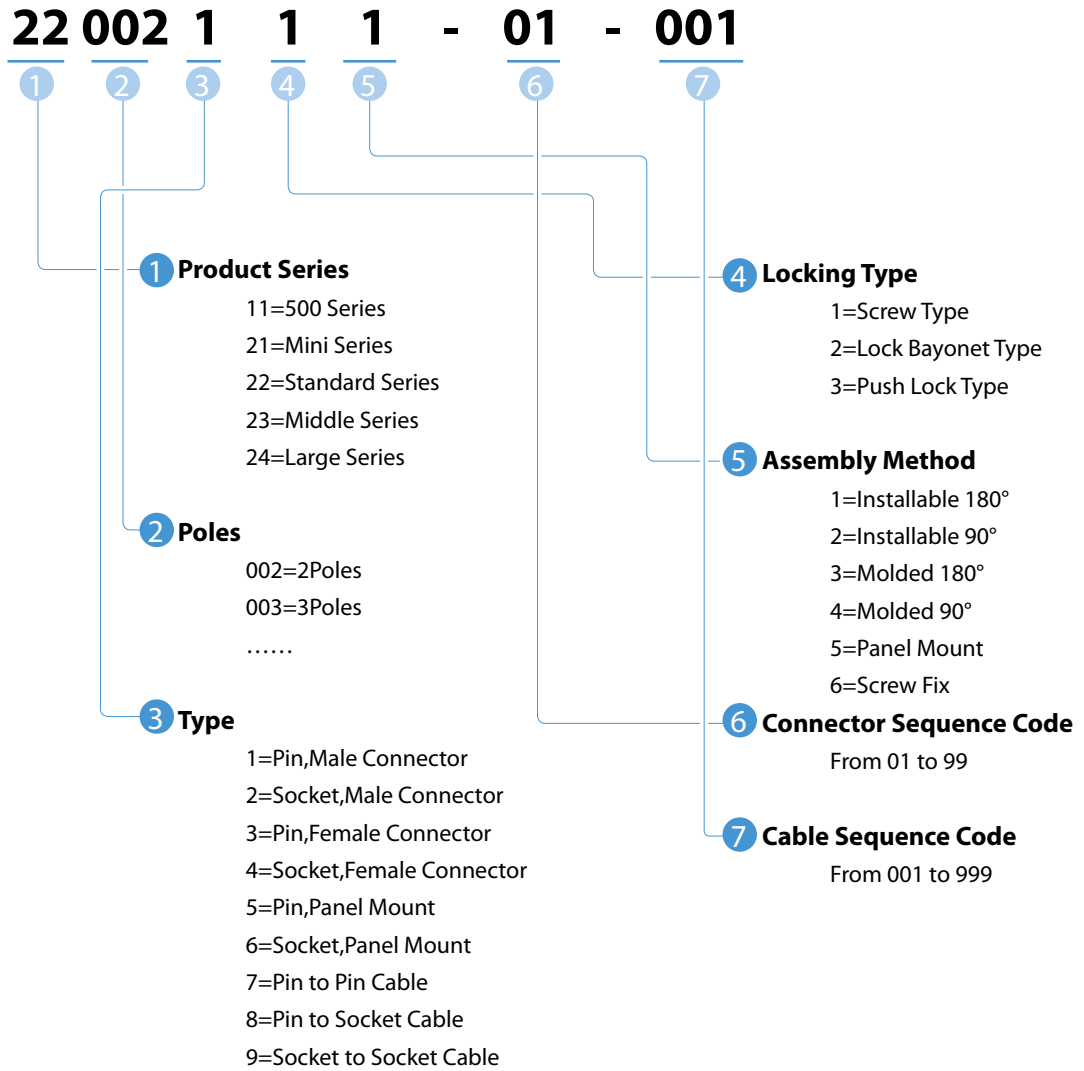 22 002 1 1 1 - 01 - 001
1 2 3 4 5 6 7
1 Product Series
11=500 Series
21=Mini Series
22=Standard Series
23=Middle Series
24=Large Series
2 Poles
002=2Poles
003=3Poles
……
3 Type
1=Pin,Male Connector
2=Socket,Male Connector
3=Pin,Female Connector
4=Socket,Female Connector
5=Pin,Panel Mount
6=Socket,Panel Mount
7=Pin to Pin Cable
8=Pin to Socket Cable
9=Socket to Socket Cable
4 Locking Type
1=Screw Type
2=Lock Bayonet Type
3=Push Lock Type
5 Assembly Method
1=Installable 180°
2=Installable 90°
3=Molded 180°
4=Molded 90°
5=Panel Mount
6=Screw Fix
6 Connector Sequence Code
From 01 to 99
7 Cable Sequence Code
From 001 to 999